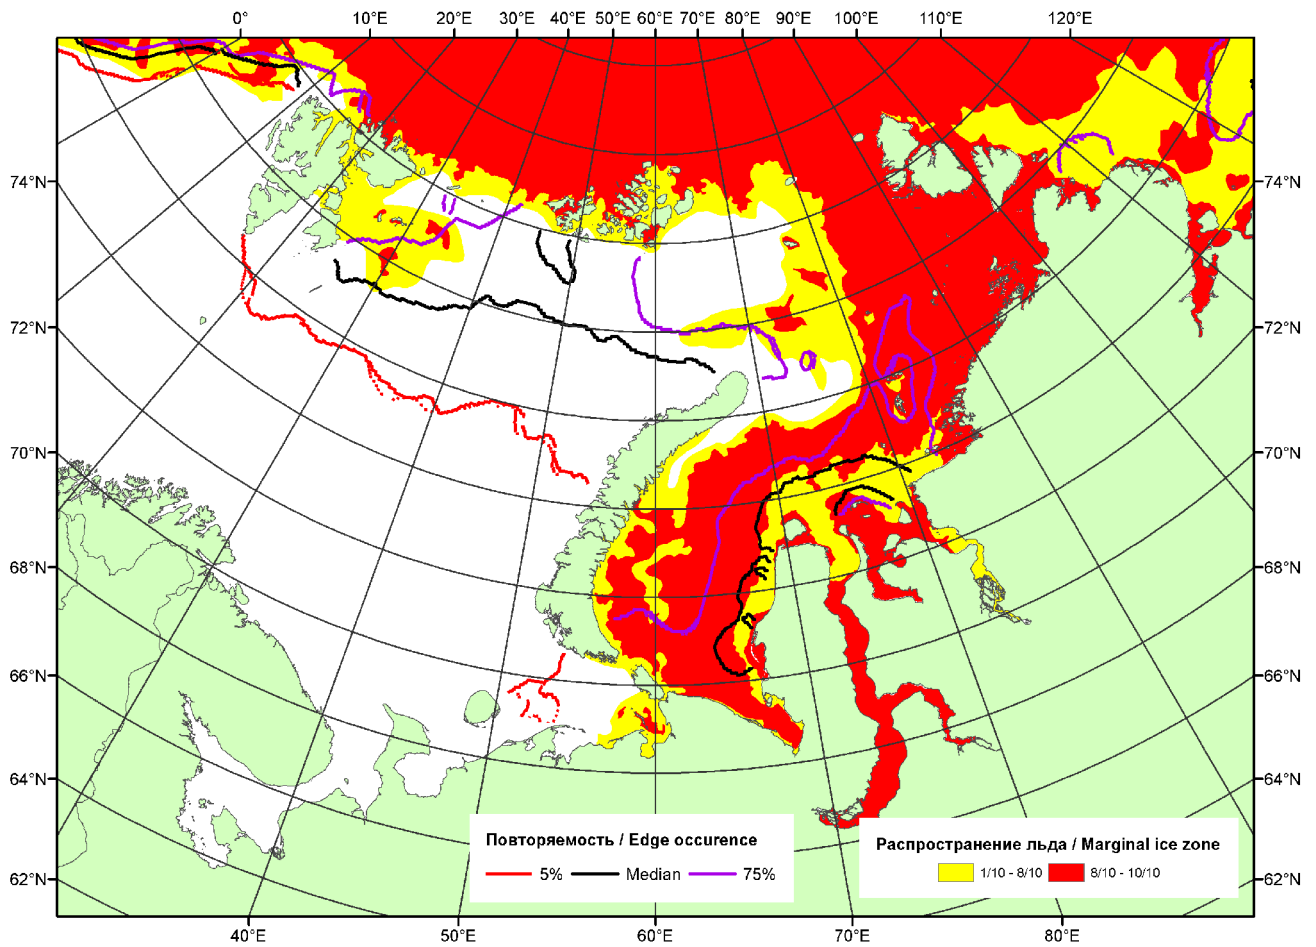 0° 10°E 20°E 30°E 40°E 50°E 60°E 70°E 80°E 90°E 100°E 110°E 120°E
74°N 74°N
72°N 72°N
70°N 70°N
68°N 68°N
66°N 66°N
64°N 64°N
62°N 62°N
Повторяемость / Edge occurence
5% Median 75%
Распространение льда / Marginal ice zone
1/10 - 8/10 8/10 - 10/10
40°E 50°E 60°E 70°E 80°E